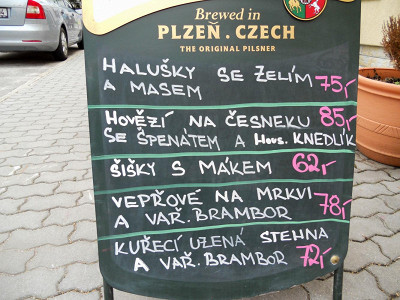 Brewed in
PLZEŇ. CZECH
THE ORIGINAL PILSNER
HALUŠKY SE ZELÍM 75,-
A MASEM
HOVĚZÍ NA ČESNEKU 85,-
SE ŠPENÁTEM A HOUS. KNEDLÍK
ŠIŠKY S MÁKEM 62,-
VEPŘOVÉ NA MRKVI 78,-
A VAŘ. BRAMBOR
KUŘECÍ UZENÁ STEHNA
A VAŘ. BRAMBOR 72,-